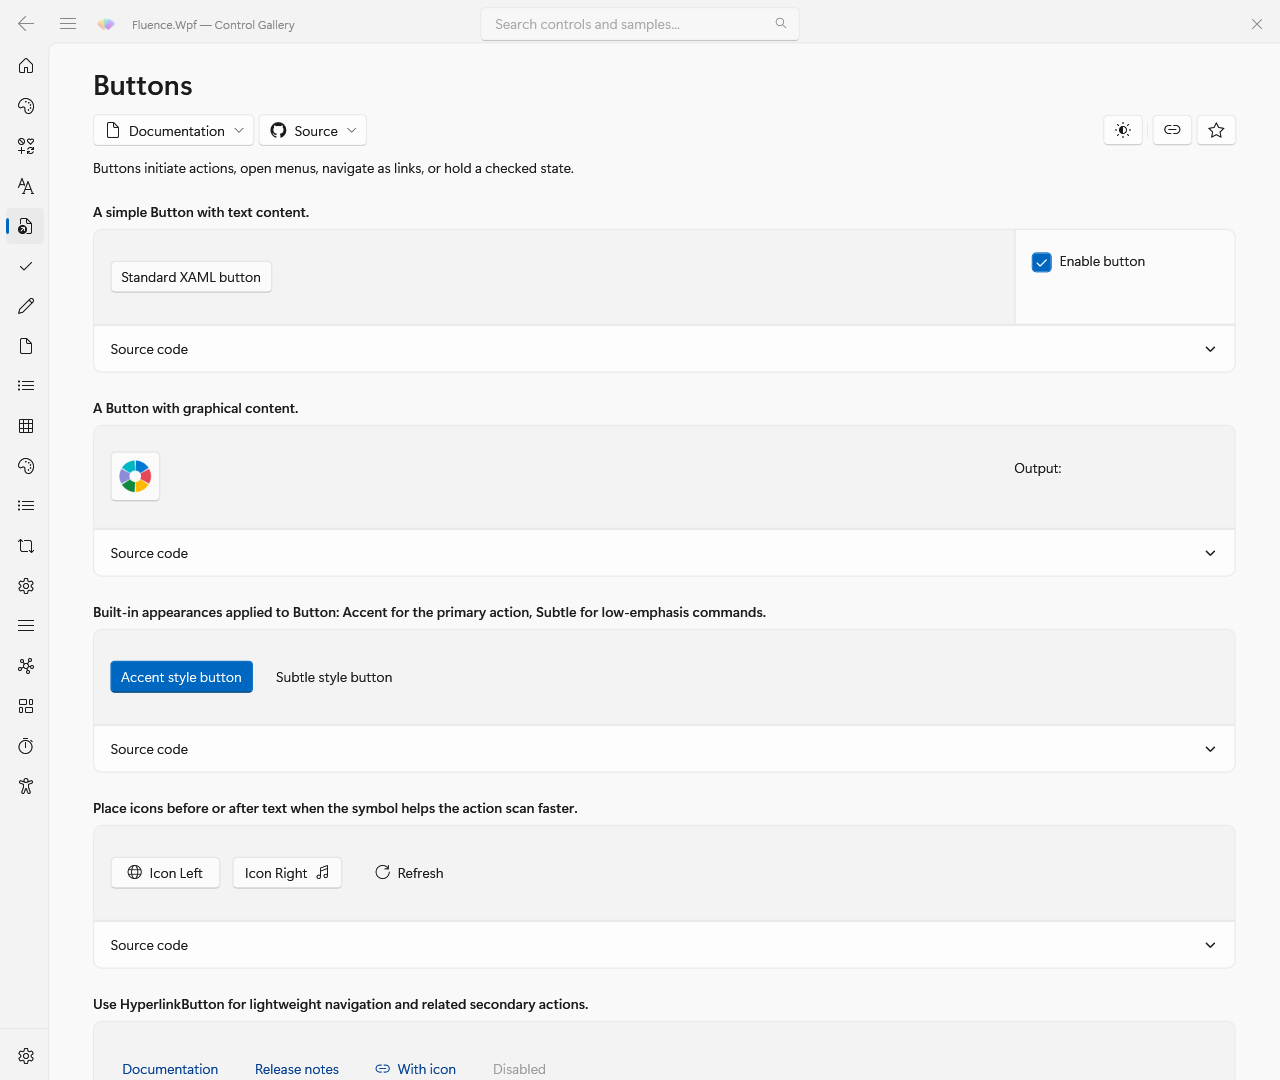 Fluence.Wpf — Control Gallery
Search controls and samples...
Buttons
Documentation
Source
Buttons initiate actions, open menus, navigate as links, or hold a checked state.
A simple Button with text content.
Standard XAML button
Enable button
Source code
A Button with graphical content.
Output:
Source code
Built-in appearances applied to Button: Accent for the primary action, Subtle for low-emphasis commands.
Accent style button
Subtle style button
Source code
Place icons before or after text when the symbol helps the action scan faster.
Icon Left
Icon Right
Refresh
Source code
Use HyperlinkButton for lightweight navigation and related secondary actions.
Documentation
Release notes
With icon
Disabled